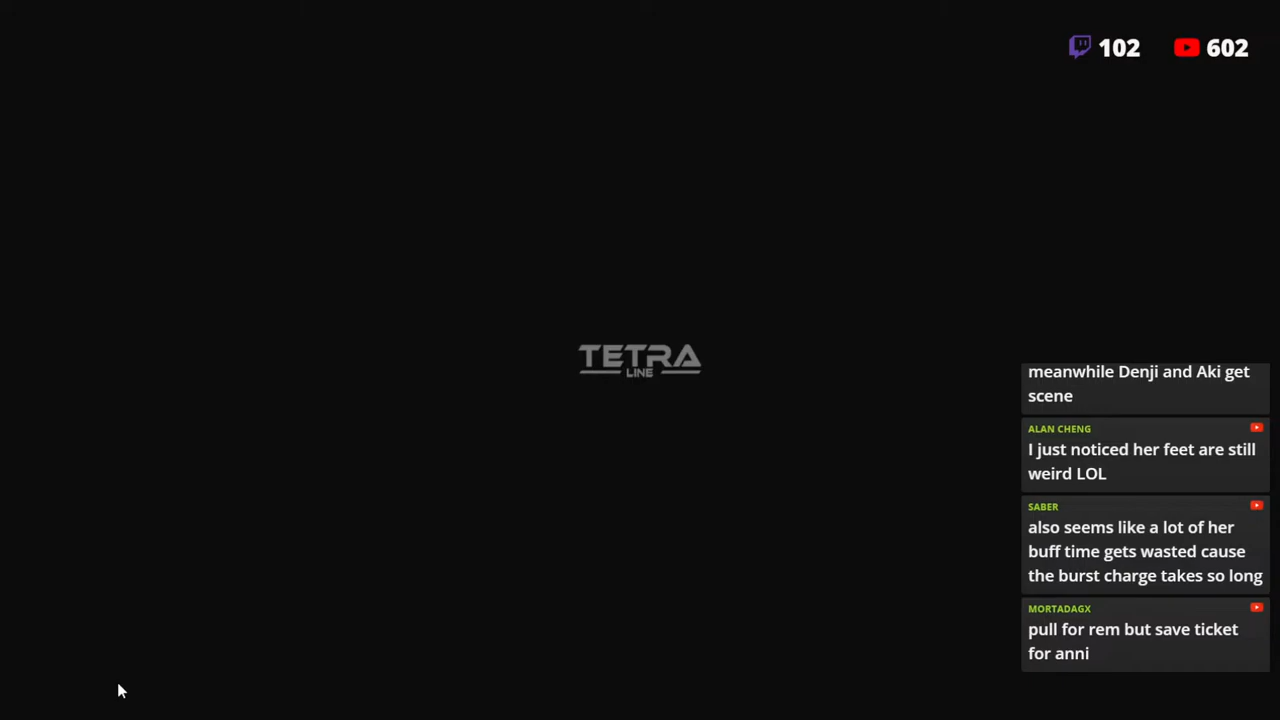 102 602
TETRA
LINE
meanwhile Denji and Aki get
scene
ALAN CHENG
I just noticed her feet are still
weird LOL
SABER
also seems like a lot of her
buff time gets wasted cause
the burst charge takes so long
MORTADAGX
pull for rem but save ticket
for anni